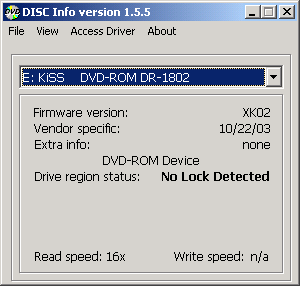 DVD DISC Info version 1.5.5
File View Access Driver About
E: KiSS DVD-ROM DR-1802
Firmware version: XK02
Vendor specific: 10/22/03
Extra info: none
DVD-ROM Device
Drive region status: No Lock Detected
Read speed: 16x Write speed: n/a